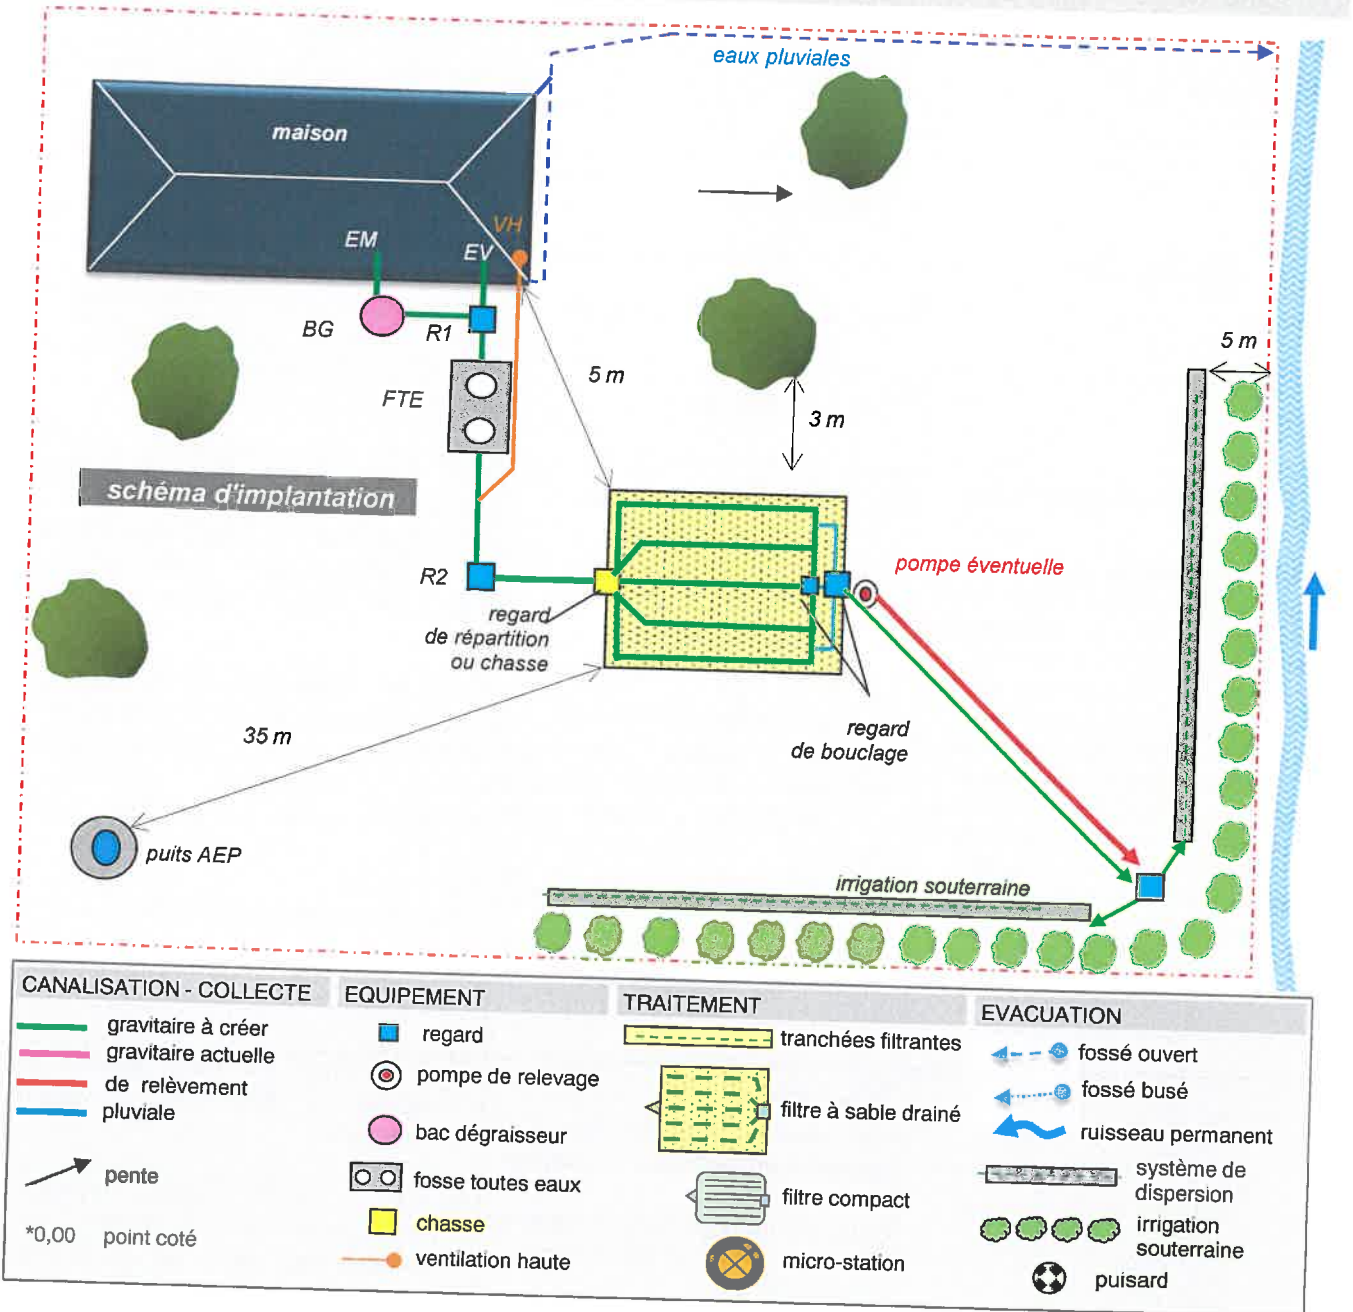 eaux pluviales
maison
VH
EM
EV
BG
R1
5 m
5 m
FTE
3 m
schéma d'implantation
pompe éventuelle
R2
regard
de répartition
ou chasse
regard
de bouclage
35 m
puits AEP
irrigation souterraine
CANALISATION - COLLECTE
gravitaire à créer
gravitaire actuelle
de relèvement
pluviale
pente
*0,00 point coté
EQUIPEMENT
regard
pompe de relevage
bac dégraisseur
fosse toutes eaux
chasse
ventilation haute
TRAITEMENT
tranchées filtrantes
filtre à sable drainé
filtre compact
micro-station
EVACUATION
fossé ouvert
fossé busé
ruisseau permanent
système de
dispersion
irrigation
souterraine
puisard